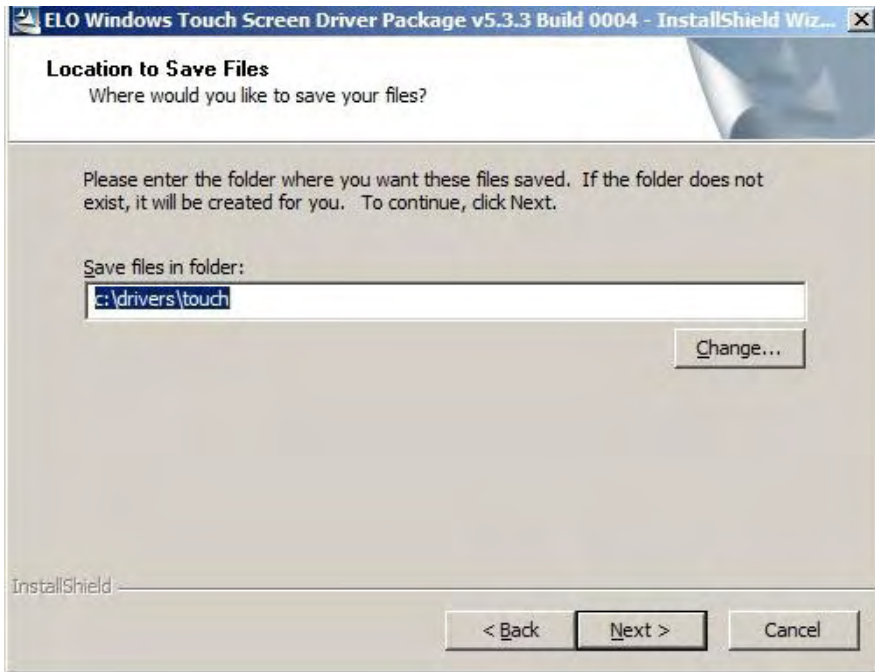 ELO Windows Touch Screen Driver Package v5.3.3 Build 0004 - InstallShield Wiz...
Location to Save Files
Where would you like to save your files?
Please enter the folder where you want these files saved. If the folder does not
exist, it will be created for you. To continue, click Next.
Save files in folder:
c:\drivers\touch
Change...
InstallShield
< Back Next > Cancel